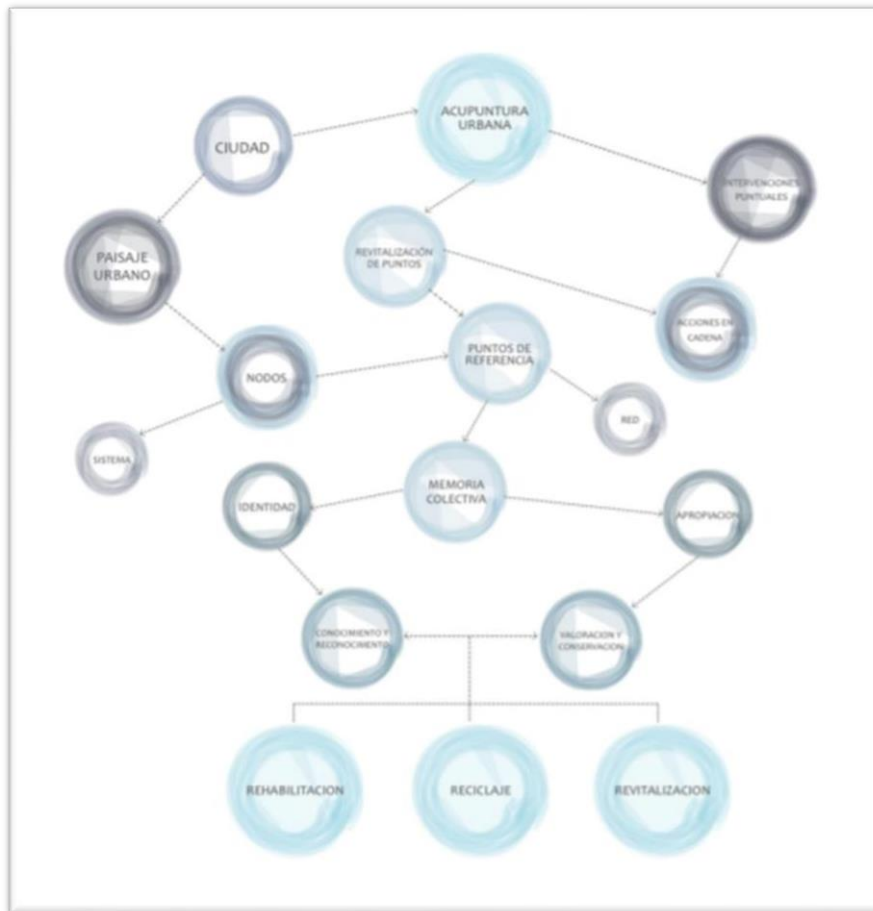 ACUPUNTURA
URBANA
CIUDAD
INTERVENCIONES
PUNTUALES
PAISAJE
URBANO
REVITALIZACIÓN
DE PUNTOS
ACCIONES EN
CADENA
PUNTOS DE
REFERENCIA
NODOS
RED
SISTEMA
MEMORIA
COLECTIVA
IDENTIDAD
APROPIACION
CONOCIMIENTO Y
RECONOCIMENTO
VALORACION Y
CONSERVACION
REHABILITACION
RECICLAJE
REVITALIZACION